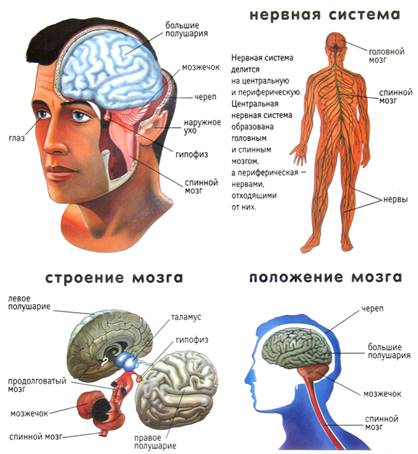 большие
полушария
мозжечок
череп
наружное
ухо
глаз
гипофиз
спинной
мозг
нервная система
Нервная система
делится
на центральную
и периферическую.
Центральная
нервная система
образована
головным
и спинным
мозгом,
а периферическая –
нервами,
отходящими
от них.
головной
мозг
спинной
мозг
нервы
строение мозга
левое
полушарие
таламус
гипофиз
продолговатый
мозг
мозжечок
спинной мозг
правое
полушарие
положение мозга
череп
большие
полушария
мозжечок
спинной
мозг